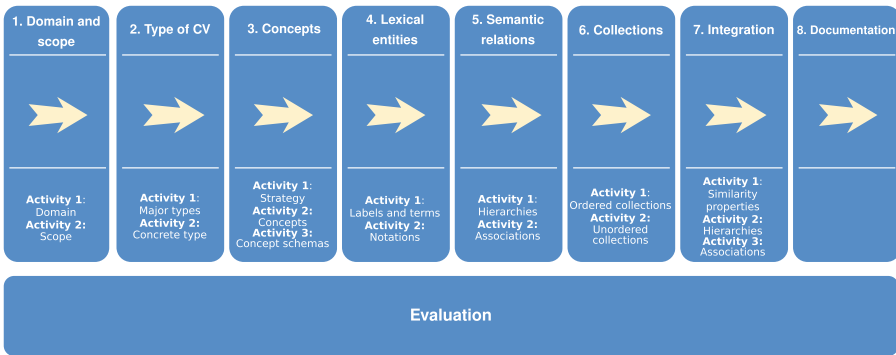 1. Domain and
scope
2. Type of CV
3. Concepts
4. Lexical
entities
5. Semantic
relations
6. Collections
7. Integration
8. Documentation
Activity 1:
Domain
Activity 2:
Scope
Activity 1:
Major types
Activity 2:
Concrete type
Activity 1:
Strategy
Activity 2:
Concepts
Activity 3:
Concept schemas
Activity 1:
Labels and terms
Activity 2:
Notations
Activity 1:
Hierarchies
Activity 2:
Associations
Activity 1:
Ordered collections
Activity 2:
Unordered
collections
Activity 1:
Similarity
properties
Activity 2:
Hierarchies
Activity 3:
Associations
Evaluation